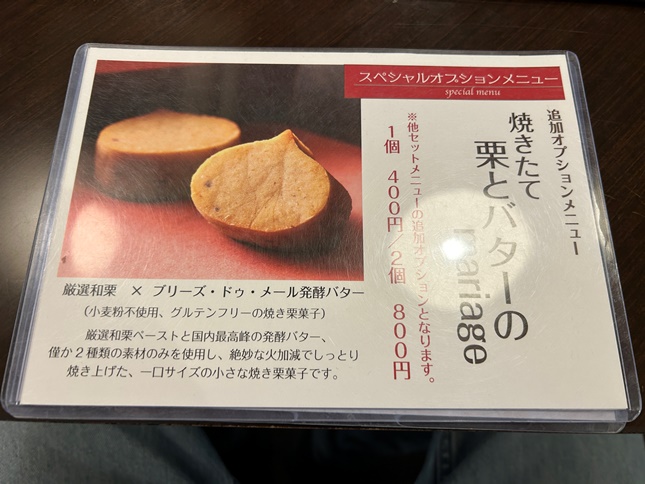 スペシャルオプションメニュー
special menu
追加オプションメニュー
焼きたて
栗とバターの
mariage
※他セットメニューの追加オプションとなります。
1個 400円/2個 800円
厳選和栗 × ブリーズ・ドゥ・メール発酵バター
（小麦粉不使用、グルテンフリーの焼き栗菓子）
厳選和栗ペーストと国内最高峰の発酵バター、
僅か2種類の素材のみを使用し、絶妙な火加減でしっとり
焼き上げた、一口サイズの小さな焼き栗菓子です。